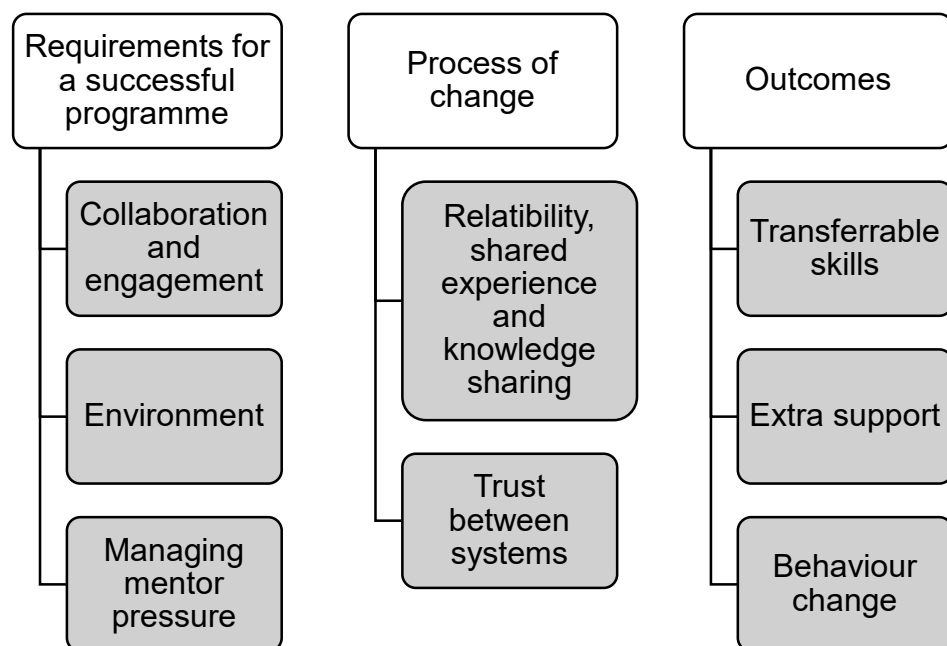 Requirements for
a successful
programme
Collaboration
and
engagement
Environment
Managing
mentor
pressure
Process of
change
Relatibility,
shared
experience
and
knowledge
sharing
Trust
between
systems
Outcomes
Transferrable
skills
Extra support
Behaviour
change